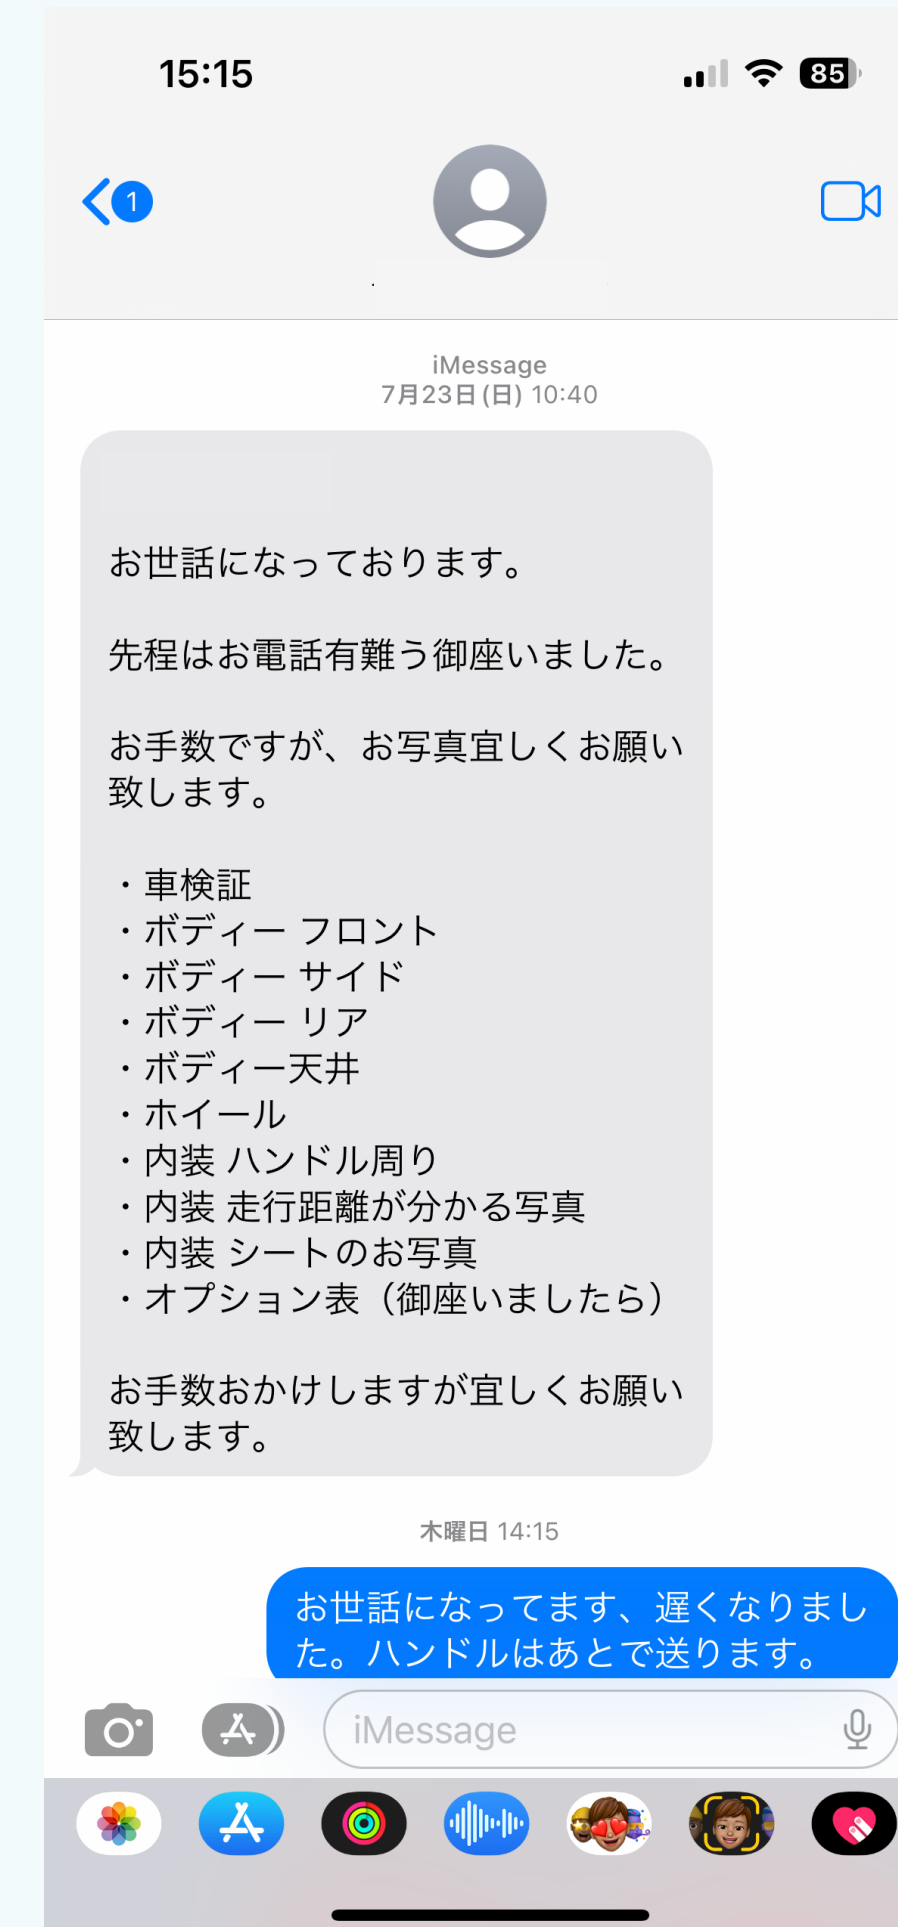 15:15
85
1
iMessage
7月23日(日) 10:40
お世話になっております。
先程はお電話有難う御座いました。
お手数ですが、お写真宜しくお願い
致します。
・車検証
・ボディー フロント
・ボディー サイド
・ボディー リア
・ボディー天井
・ホイール
・内装 ハンドル周り
・内装 走行距離が分かる写真
・内装 シートのお写真
・オプション表（御座いましたら）
お手数おかけしますが宜しくお願い
致します。
木曜日 14:15
お世話になってます、遅くなりまし
た。ハンドルはあとで送ります。
iMessage